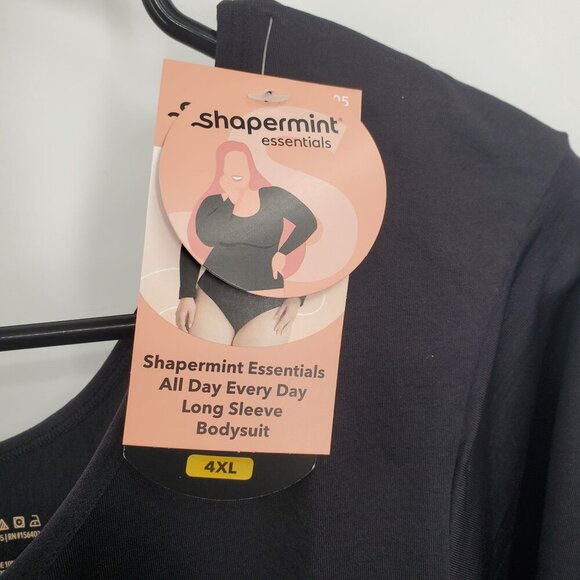 shapermint
essentials
Shapermint Essentials
All Day Every Day
Long Sleeve
Bodysuit
4XL